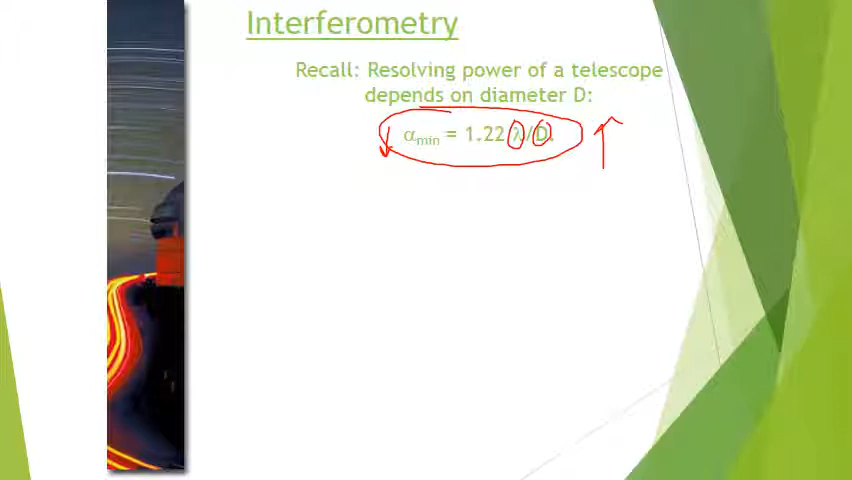 Interferometry
Recall: Resolving power of a telescope
depends on diameter D:
αmin = 1.22 λ/D.